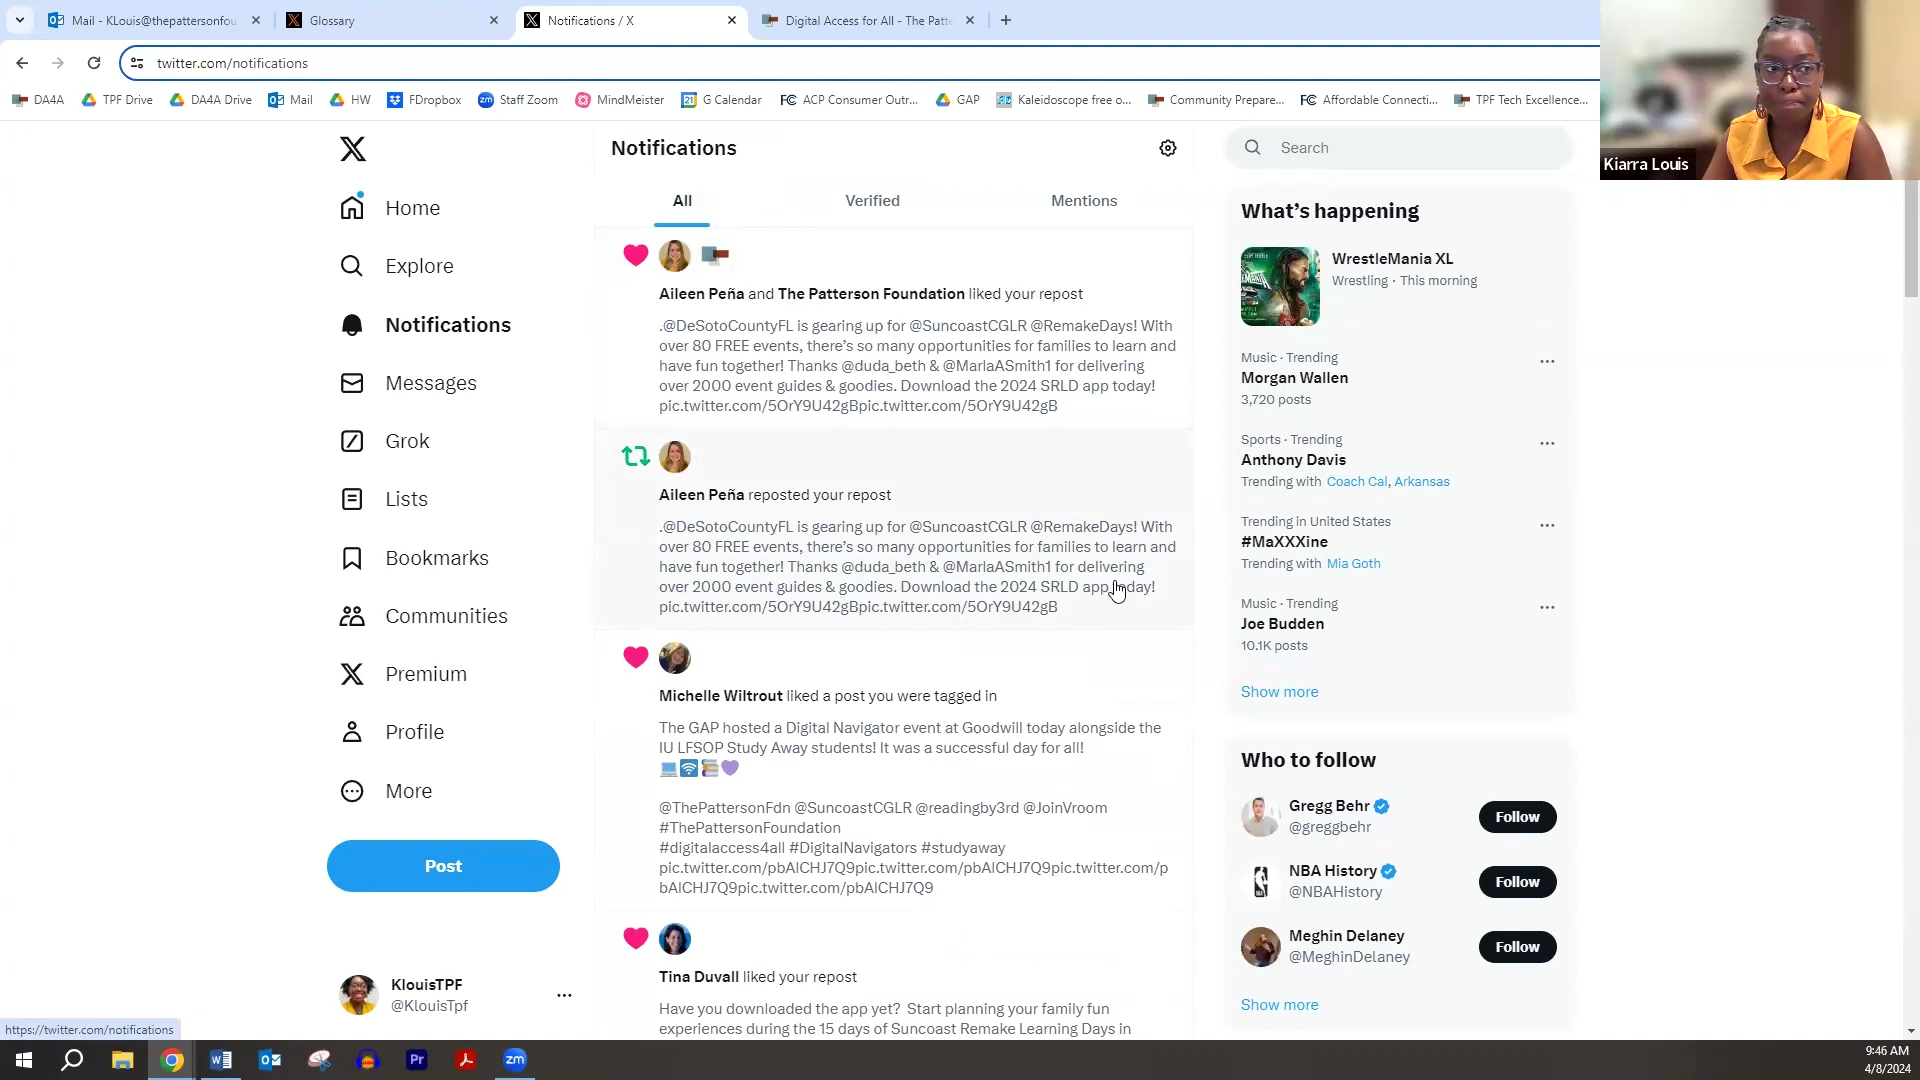 Mail - KLouis@thepattersonfou
Glossary
Notifications / X
Digital Access for All - The Patt
twitter.com/notifications
DA4A
TPF Drive
DA4A Drive
Mail
HW
FDropbox
Staff Zoom
MindMeister
G Calendar
ACP Consumer Outr...
GAP
Kaleidoscope free o...
Community Prepare...
Affordable Connecti...
TPF Tech Excellence...
Kiarra Louis
Home
Explore
Notifications
Messages
Grok
Lists
Bookmarks
Communities
Premium
Profile
More
Post
KlouisTPF
@KlouisTpf
https://twitter.com/notifications
Notifications
All
Verified
Mentions
Aileen Peña and The Patterson Foundation liked your repost
.@DeSotoCountyFL is gearing up for @SuncoastCGLR @RemakeDays! With
over 80 FREE events, there's so many opportunities for families to learn and
have fun together! Thanks @duda_beth & @MarlaASmith1 for delivering
over 2000 event guides & goodies. Download the 2024 SRLD app today!
pic.twitter.com/5OrY9U42gBpic.twitter.com/5OrY9U42gB
Aileen Peña reposted your repost
.@DeSotoCountyFL is gearing up for @SuncoastCGLR @RemakeDays! With
over 80 FREE events, there's so many opportunities for families to learn and
have fun together! Thanks @duda_beth & @MarlaASmith1 for delivering
over 2000 event guides & goodies. Download the 2024 SRLD app today!
pic.twitter.com/5OrY9U42gBpic.twitter.com/5OrY9U42gB
Michelle Wiltrout liked a post you were tagged in
The GAP hosted a Digital Navigator event at Goodwill today alongside the
IU LFSOP Study Away students! It was a successful day for all!
@ThePattersonFdn @SuncoastCGLR @readingby3rd @JoinVroom
#ThePattersonFoundation
#digitalaccess4all #DigitalNavigators #studyaway
pic.twitter.com/pbAlCHJ7Q9pic.twitter.com/pbAlCHJ7Q9pic.twitter.com/p
bAlCHJ7Q9pic.twitter.com/pbAlCHJ7Q9
Tina Duvall liked your repost
Have you downloaded the app yet? Start planning your family fun
experiences during the 15 days of Suncoast Remake Learning Days in
Search
What's happening
WrestleMania XL
Wrestling · This morning
Music · Trending
Morgan Wallen
3,720 posts
Sports · Trending
Anthony Davis
Trending with Coach Cal, Arkansas
Trending in United States
#MaXXXine
Trending with Mia Goth
Music · Trending
Joe Budden
10.1K posts
Show more
Who to follow
Gregg Behr
@greggbehr
Follow
NBA History
@NBAHistory
Follow
Meghin Delaney
@MeghinDelaney
Follow
Show more
Pr
zm
9:46 AM
4/8/2024